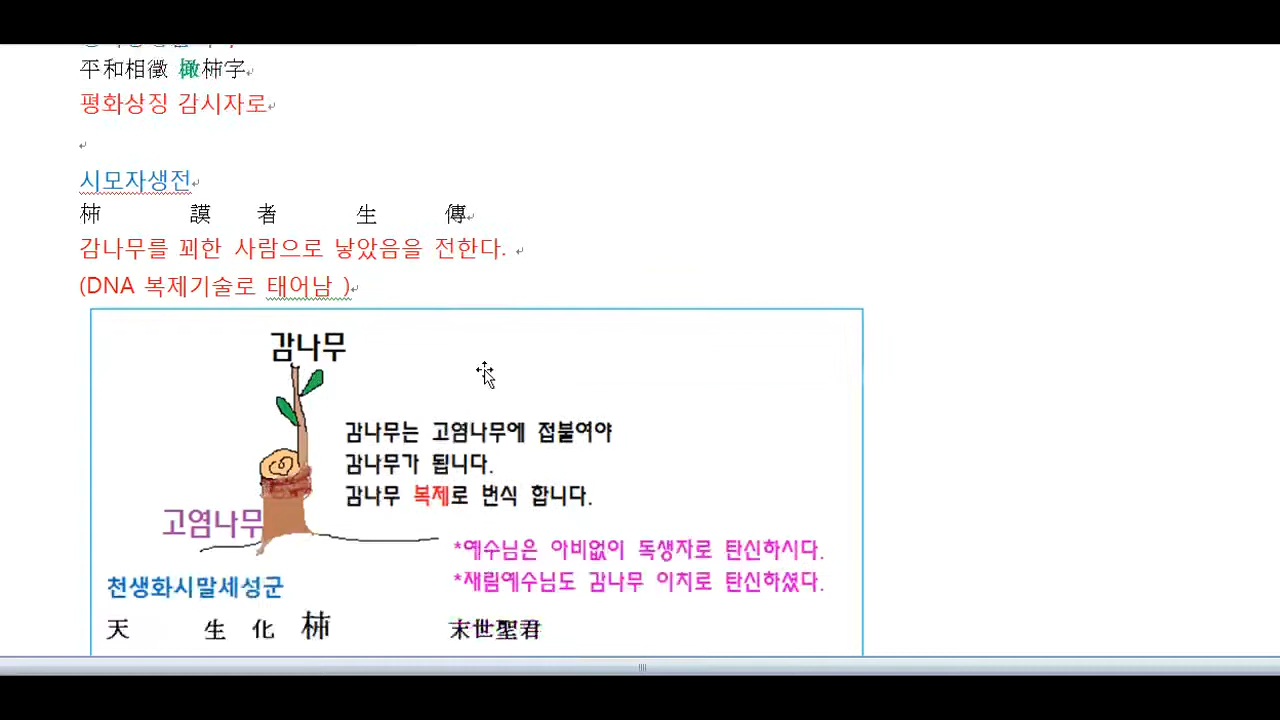 平和相徵 橄柿字
평화상징 감시자로
시모자생전
柿 謨 者 生 傳
감나무를 꾀한 사람으로 낳았음을 전한다.
(DNA 복제기술로 태어남 )
감나무
감나무는 고염나무에 접불여야
감나무가 됩니다.
감나무 복제로 번식 합니다.
고염나무
*예수님은 아비없이 독생자로 탄신하시다.
*재림예수님도 감나무 이치로 탄신하셨다.
천생화시말세성군
天 生 化 柿 末世聖君